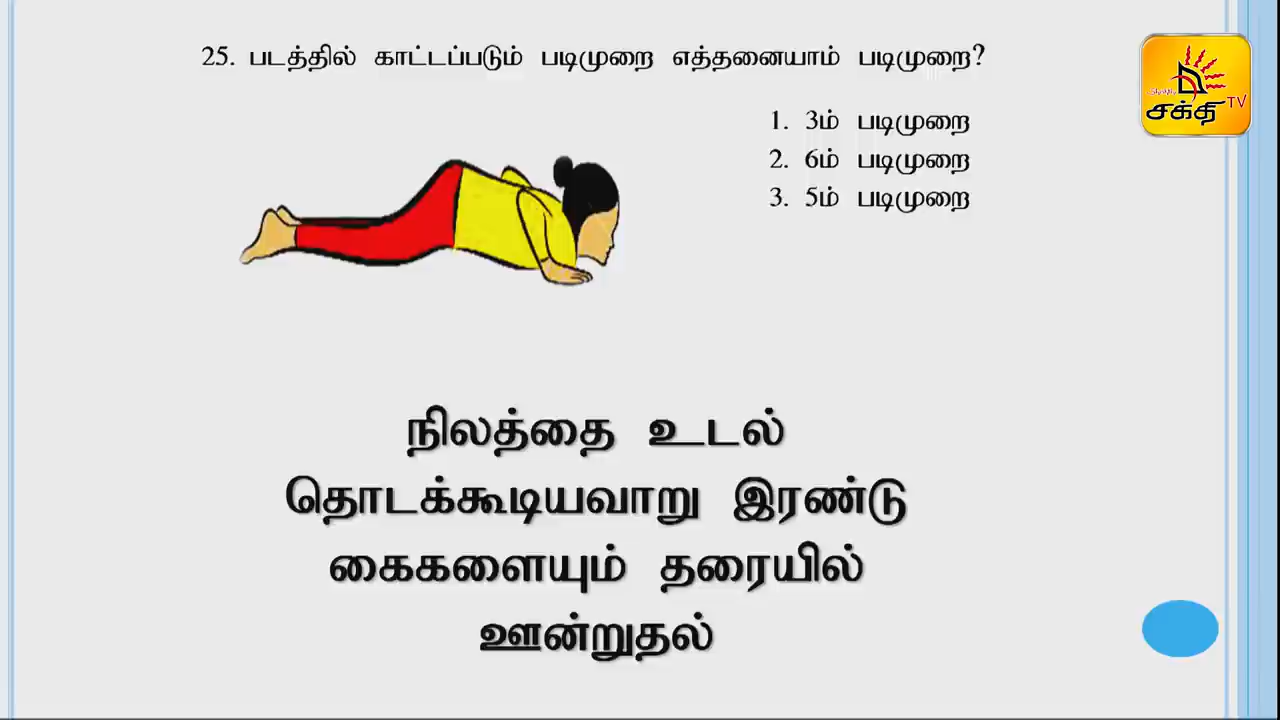 25. படத்தில் காட்டப்படும் படிமுறை எத்தனையாம் படிமுறை?
1. 3ம் படிமுறை
2. 6ம் படிமுறை
3. 5ம் படிமுறை
சக்தி TV
நிலத்தை உடல்
தொடக்கூடியவாறு இரண்டு
கைகளையும் தரையில்
ஊன்றுதல்